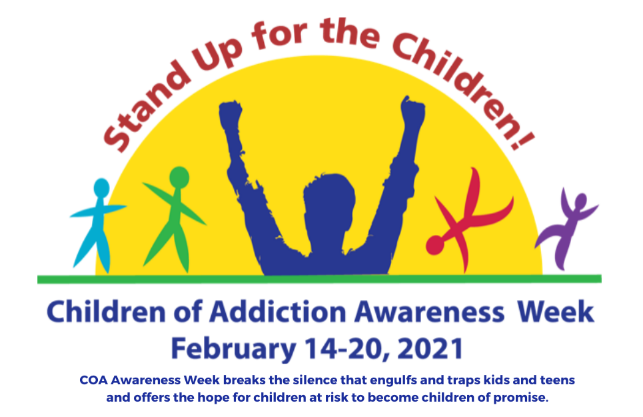 Stand Up for the Children!
Children of Addiction Awareness Week
February 14-20, 2021
COA Awareness Week breaks the silence that engulfs and traps kids and teens
and offers the hope for children at risk to become children of promise.